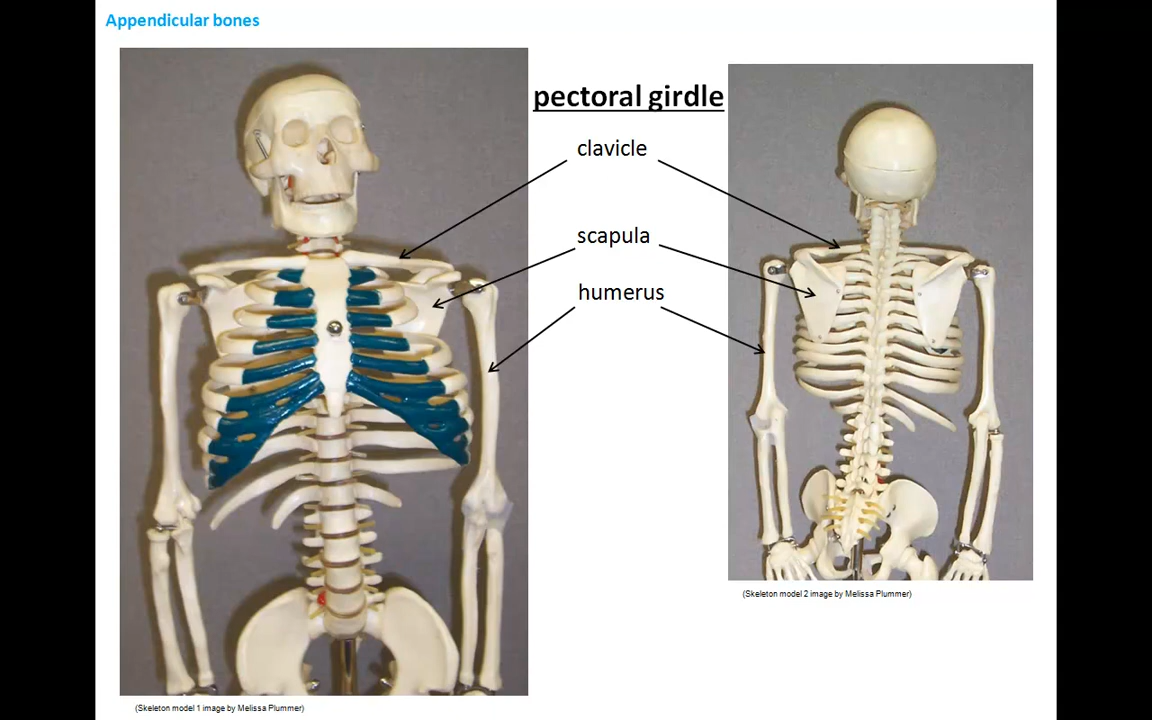 Appendicular bones
pectoral girdle
clavicle
scapula
humerus
(Skeleton model 2 image by Melissa Plummer)
(Skeleton model 1 image by Melissa Plummer)